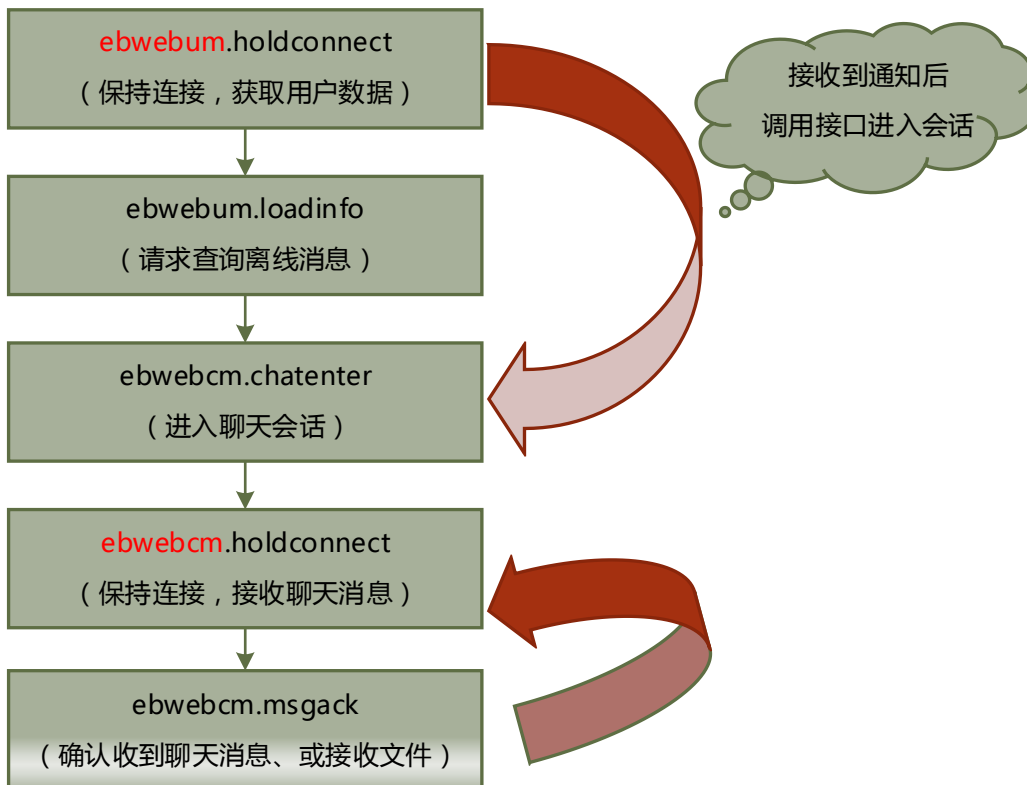 ebwebum.holdconnect
（保持连接，获取用户数据）
接收到通知后
调用接口进入会话
ebwebum.loadinfo
（请求查询离线消息）
ebwebcm.chatenter
（进入聊天会话）
ebwebcm.holdconnect
（保持连接，接收聊天消息）
ebwebcm.msgack
（确认收到聊天消息、或接收文件）